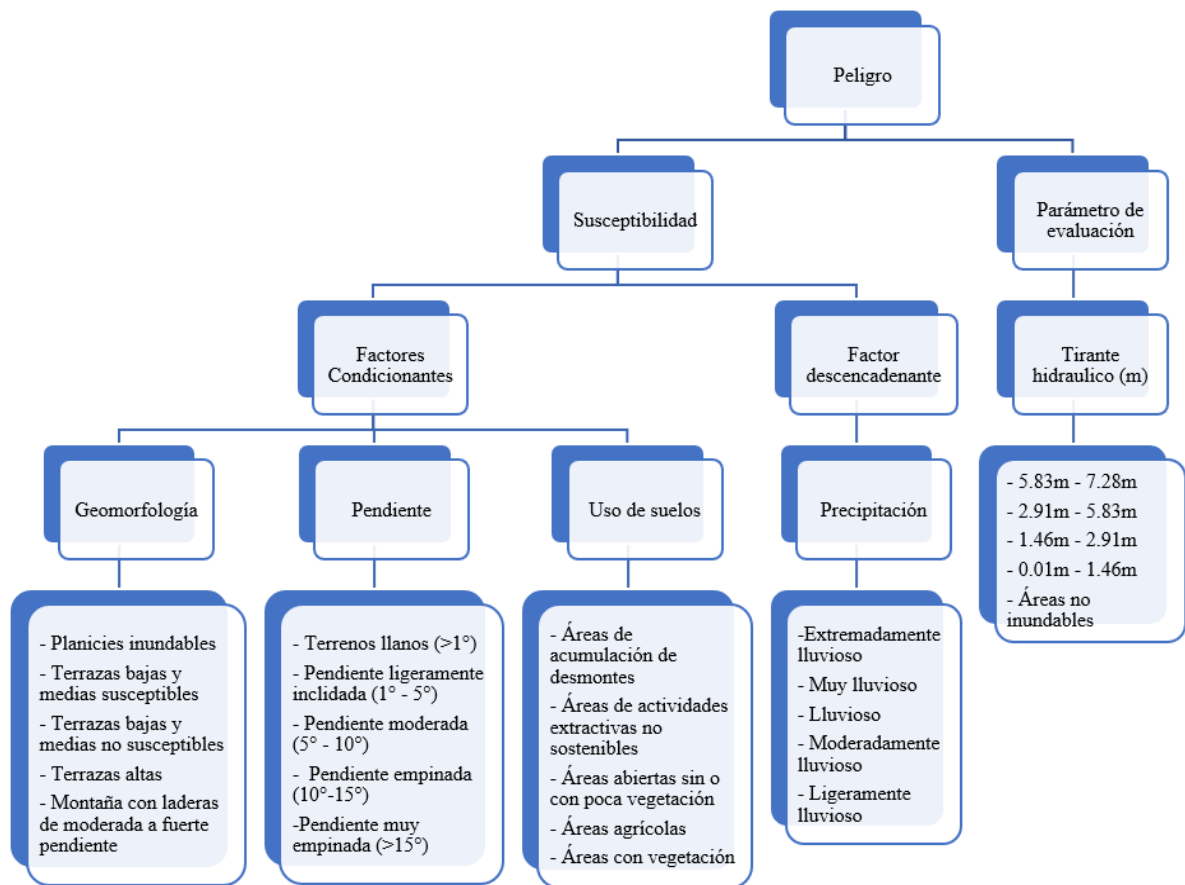 Peligro
Susceptibilidad
Parámetro de
evaluación
Factores
Condicionantes
Factor
descencadenante
Tirante
hidraulico (m)
Geomorfología
Pendiente
Uso de suelos
Precipitación
- 5.83m - 7.28m
- 2.91m - 5.83m
- 1.46m - 2.91m
- 0.01m - 1.46m
- Áreas no
inundables
- Planicies inundables
- Terrazas bajas y
medias susceptibles
- Terrazas bajas y
medias no susceptibles
- Terrazas altas
- Montaña con laderas
de moderada a fuerte
pendiente
- Terrenos llanos (>1°)
- Pendiente ligeramente
inclidada (1° - 5°)
- Pendiente moderada
(5° - 10°)
- Pendiente empinada
(10°-15°)
-Pendiente muy
empinada (>15°)
- Áreas de
acumulación de
desmontes
- Áreas de actividades
extractivas no
sostenibles
- Áreas abiertas sin o
con poca vegetación
- Áreas agrícolas
- Áreas con vegetación
-Extremadamente
lluvioso
- Muy lluvioso
- Lluvioso
- Moderadamente
lluvioso
- Ligeramente
lluvioso